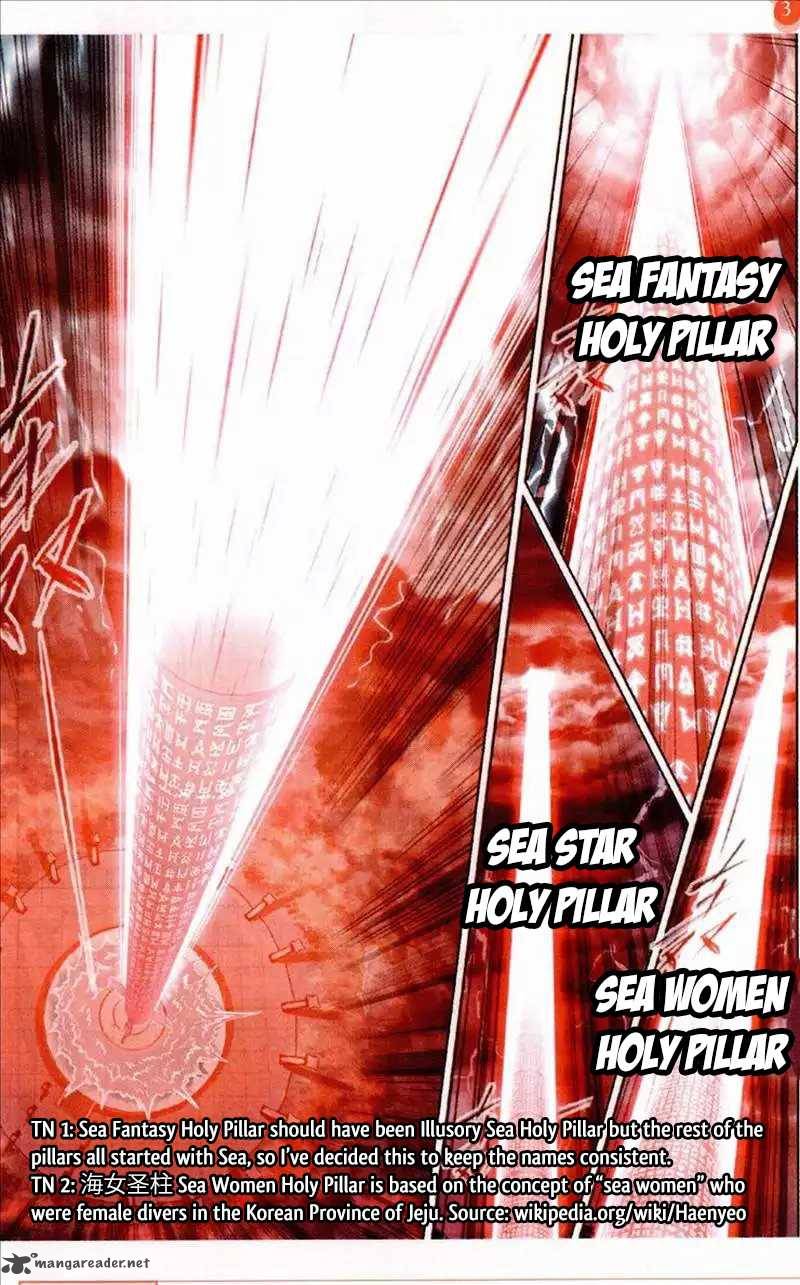 3
SEA FANTASY
HOLY PILLAR
SEA STAR
HOLY PILLAR
SEA WOMEN
HOLY PILLAR
TN 1: Sea Fantasy Holy Pillar should have been Illusory Sea Holy Pillar but the rest of the
pillars all started with Sea, so I've decided this to keep the names consistent.
TN 2: 海女圣柱 Sea Women Holy Pillar is based on the concept of "sea women" who
were female divers in the Korean Province of Jeju. Source: wikipedia.org/wiki/Haenyeo
mangareader.net